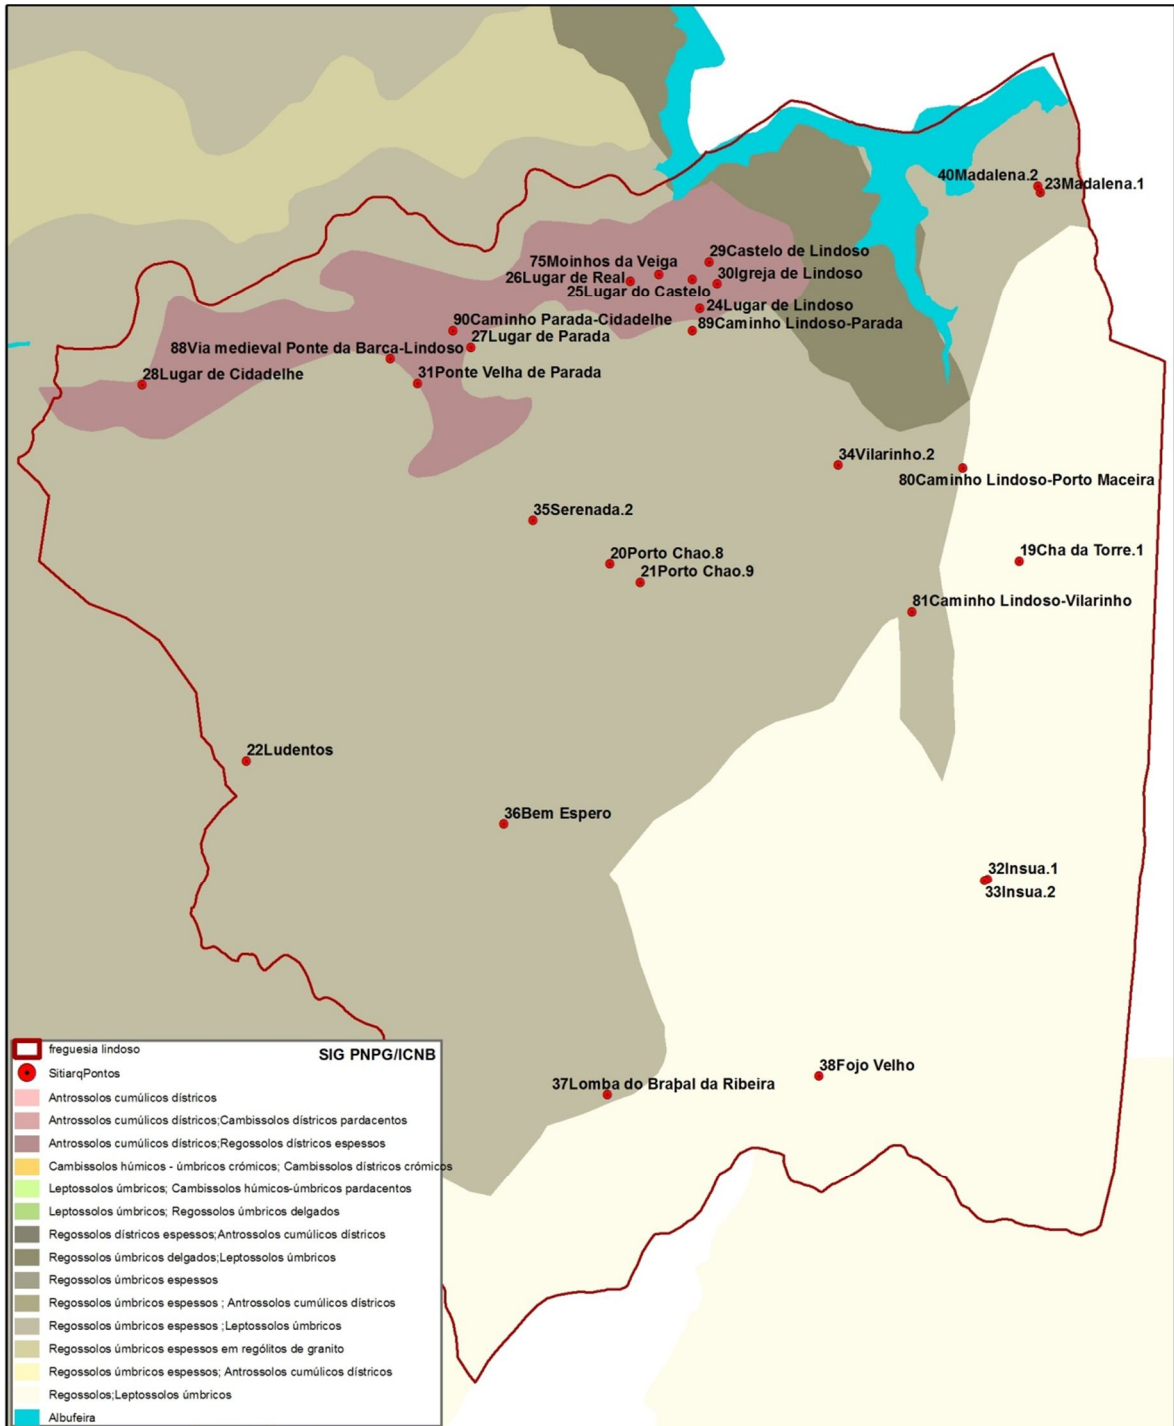 40Madalena.2
23Madalena.1
29Castelo de Lindoso
75Moinhos da Veiga
30Igreja de Lindoso
26Lugar de Real
25Lugar do Castelo
24Lugar de Lindoso
90Caminho Parada-Cidadelhe
89Caminho Lindoso-Parada
27Lugar de Parada
88Via medieval Ponte da Barca-Lindoso
31Ponte Velha de Parada
28Lugar de Cidadelhe
34Vilarinho.2
80Caminho Lindoso-Porto Maceira
35Serenada.2
20Porto Chao.8
19Cha da Torre.1
21Porto Chao.9
81Caminho Lindoso-Vilarinho
22Ludentos
36Bem Espero
32Insua.1
33Insua.2
38Fojo Velho
37Lomba do Braþal da Ribeira
SIG PNPG/ICNB
freguesia lindoso
SitiarqPontos
Antrossolos cumúlicos dístricos
Antrossolos cumúlicos dístricos;Cambissolos dístricos pardacentos
Antrossolos cumúlicos dístricos;Regossolos dístricos espessos
Cambissolos húmicos - úmbricos crómicos; Cambissolos dístricos crómicos
Leptossolos úmbricos; Cambissolos húmicos-úmbricos pardacentos
Leptossolos úmbricos; Regossolos úmbricos delgados
Regossolos dístricos espessos;Antrossolos cumúlicos dístricos
Regossolos úmbricos delgados;Leptossolos úmbricos
Regossolos úmbricos espessos
Regossolos úmbricos espessos ; Antrossolos cumúlicos dístricos
Regossolos úmbricos espessos ;Leptossolos úmbricos
Regossolos úmbricos espessos em rególitos de granito
Regossolos úmbricos espessos; Antrossolos cumúlicos dístricos
Regossolos;Leptossolos úmbricos
Albufeira